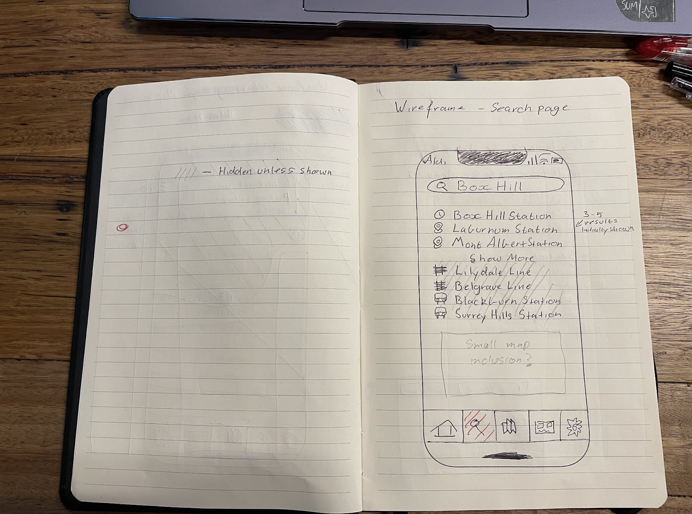 //// – Hidden unless shown
Wireframe - Search page
Box Hill
Box Hill Station
Laburnum Station
Mont Albert Station
Show More
Lilydale Line
Belgrave Line
Blackburn Station
Surrey Hills Station
3-5
results
initially shown
Small map
inclusion?
SUM